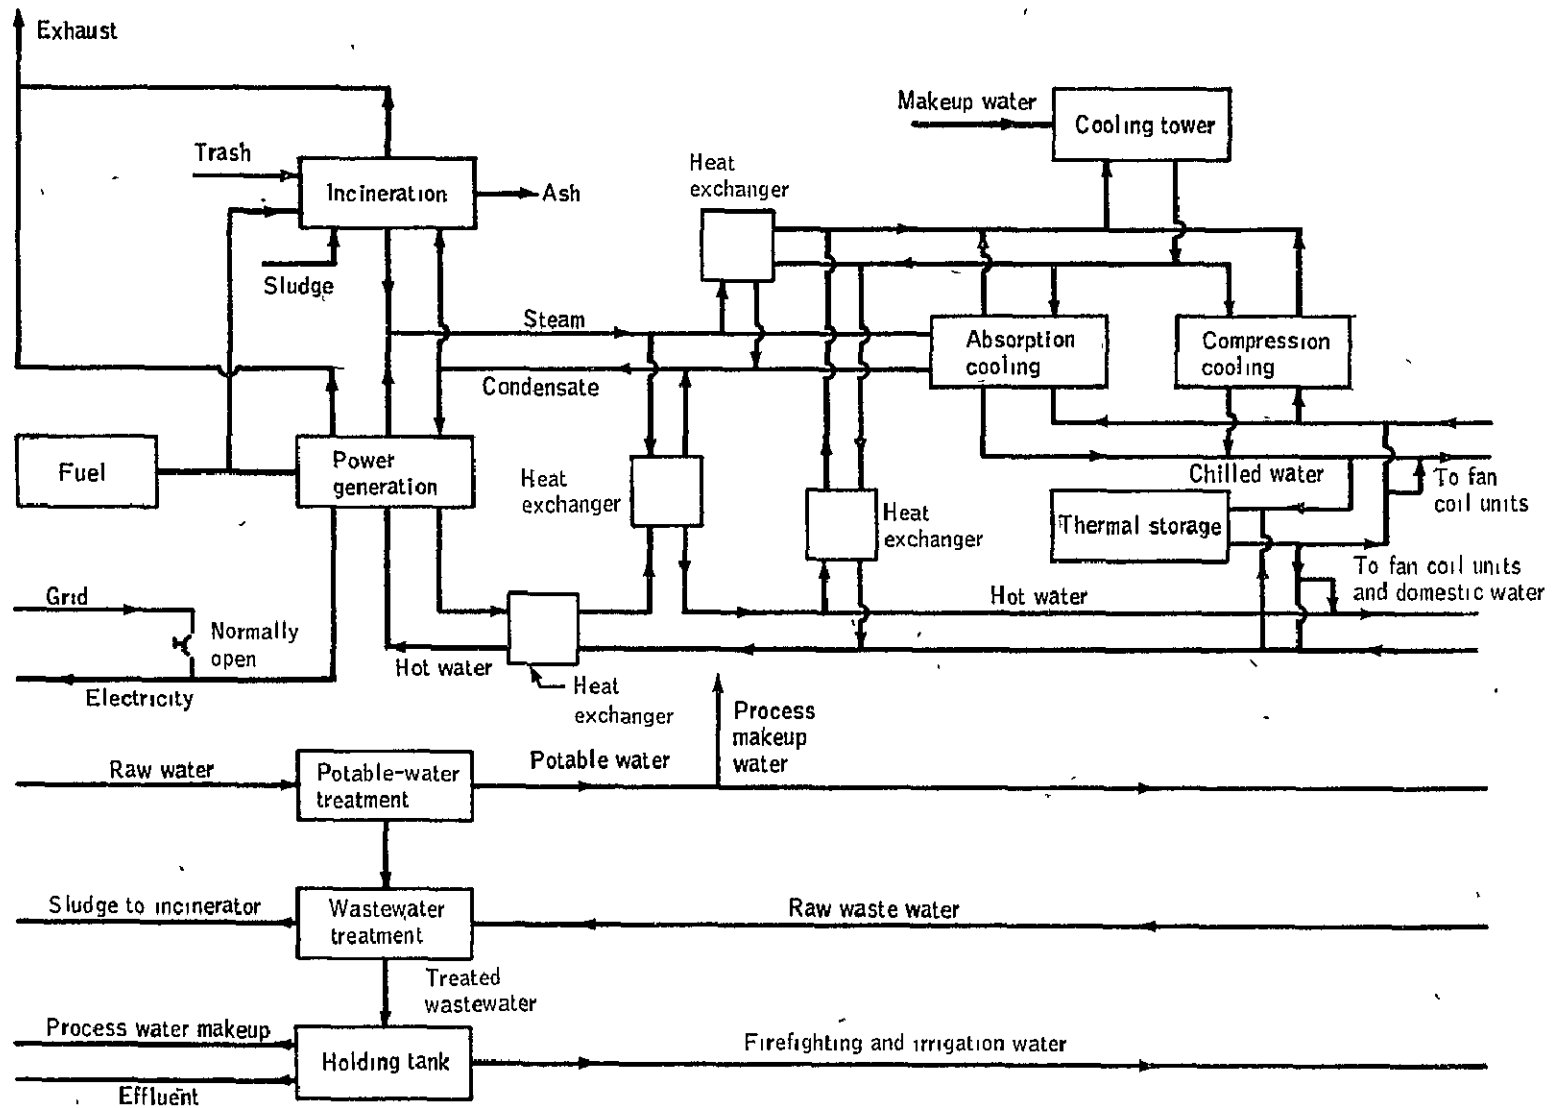 Exhaust
Makeup water
Cooling tower
Trash
Incineration
Ash
Heat
exchanger
Sludge
Steam
Absorption
cooling
Compression
cooling
Condensate
Fuel
Power
generation
Heat
exchanger
Heat
exchanger
Chilled water
To fan
coil units
Thermal storage
To fan coil units
and domestic water
Grid
Normally
open
Hot water
Hot water
Electricity
Heat
exchanger
Process
makeup
water
Raw water
Potable-water
treatment
Potable water
Sludge to incinerator
Wastewater
treatment
Raw waste water
Treated
wastewater
Process water makeup
Holding tank
Firefighting and irrigation water
Effluent